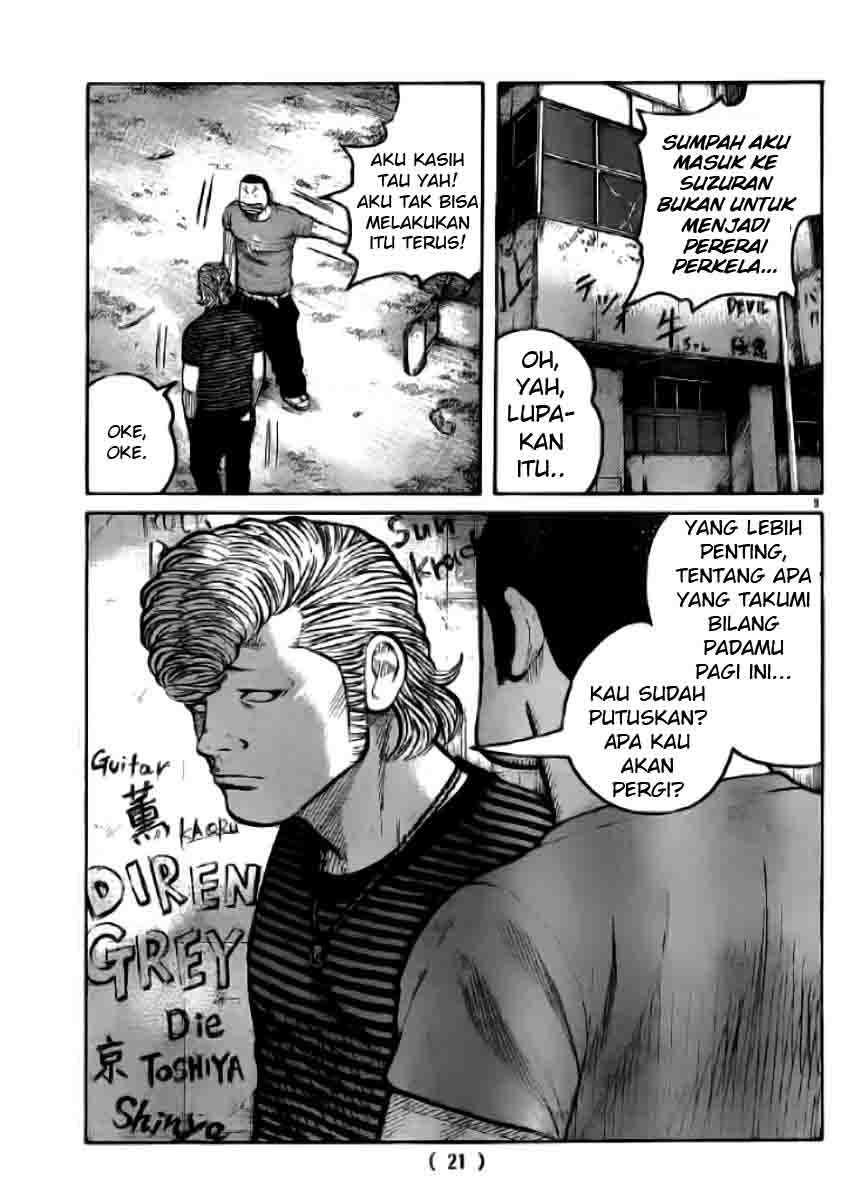 SUMPAH AKU
MASUK KE
SUZURAN
BUKAN UNTUK
MENJADI
PERERAI
PERKELA...
DEVIL
OH,
YAH,
LUPA-
KAN
ITU..
AKU KASIH
TAU YAH!
AKU TAK BISA
MELAKUKAN
ITU TERUS!
OKE,
OKE.
9
YANG LEBIH
PENTING,
TENTANG APA
YANG TAKUMI
BILANG
PADAMU
PAGI INI...
KAU SUDAH
PUTUSKAN?
APA KAU
AKAN
PERGI?
Sun
Guitar
薫
KAORU
DIREN
GREY
Die
京 TOSHIYA
Shinya
( 21 )